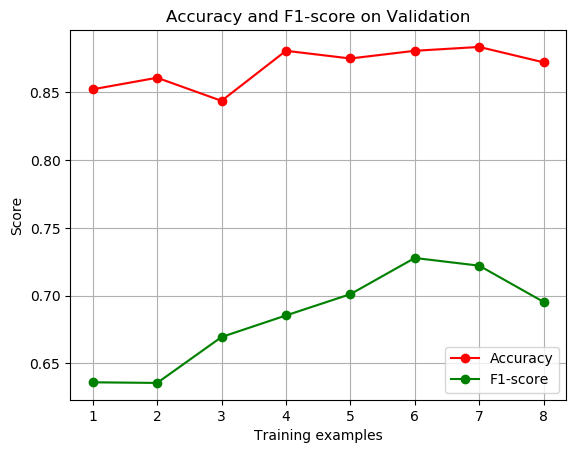 Accuracy and F1-score on Validation
Score
0.85
0.80
0.75
0.70
0.65
Accuracy
F1-score
1 2 3 4 5 6 7 8
Training examples